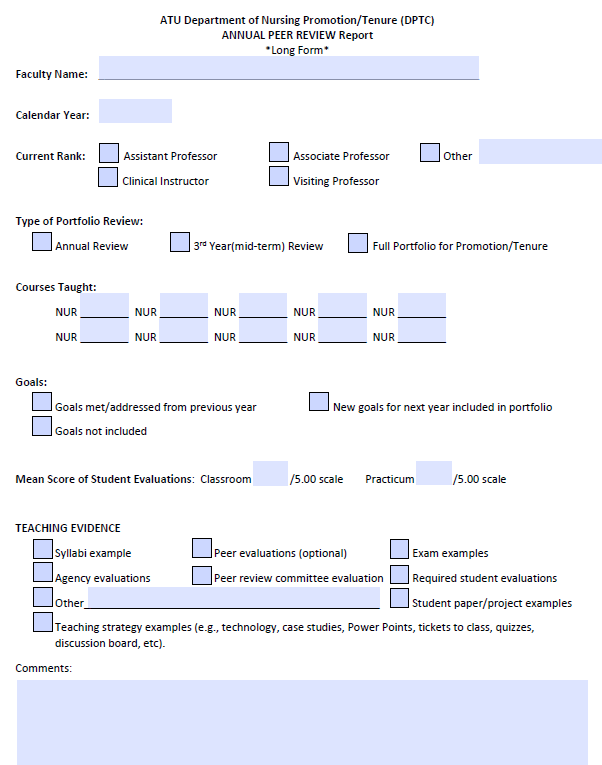 ATU Department of Nursing Promotion/Tenure (DPTC)
ANNUAL PEER REVIEW Report
*Long Form*
Faculty Name:
Calendar Year:
Current Rank: Assistant Professor Associate Professor Other
Clinical Instructor Visiting Professor
Type of Portfolio Review:
Annual Review 3rd Year(mid-term) Review Full Portfolio for Promotion/Tenure
Courses Taught:
NUR NUR NUR NUR NUR
NUR NUR NUR NUR NUR
Goals:
Goals met/addressed from previous year New goals for next year included in portfolio
Goals not included
Mean Score of Student Evaluations: Classroom /5.00 scale Practicum /5.00 scale
TEACHING EVIDENCE
Syllabi example Peer evaluations (optional) Exam examples
Agency evaluations Peer review committee evaluation Required student evaluations
Other Student paper/project examples
Teaching strategy examples (e.g., technology, case studies, Power Points, tickets to class, quizzes,
discussion board, etc).
Comments: